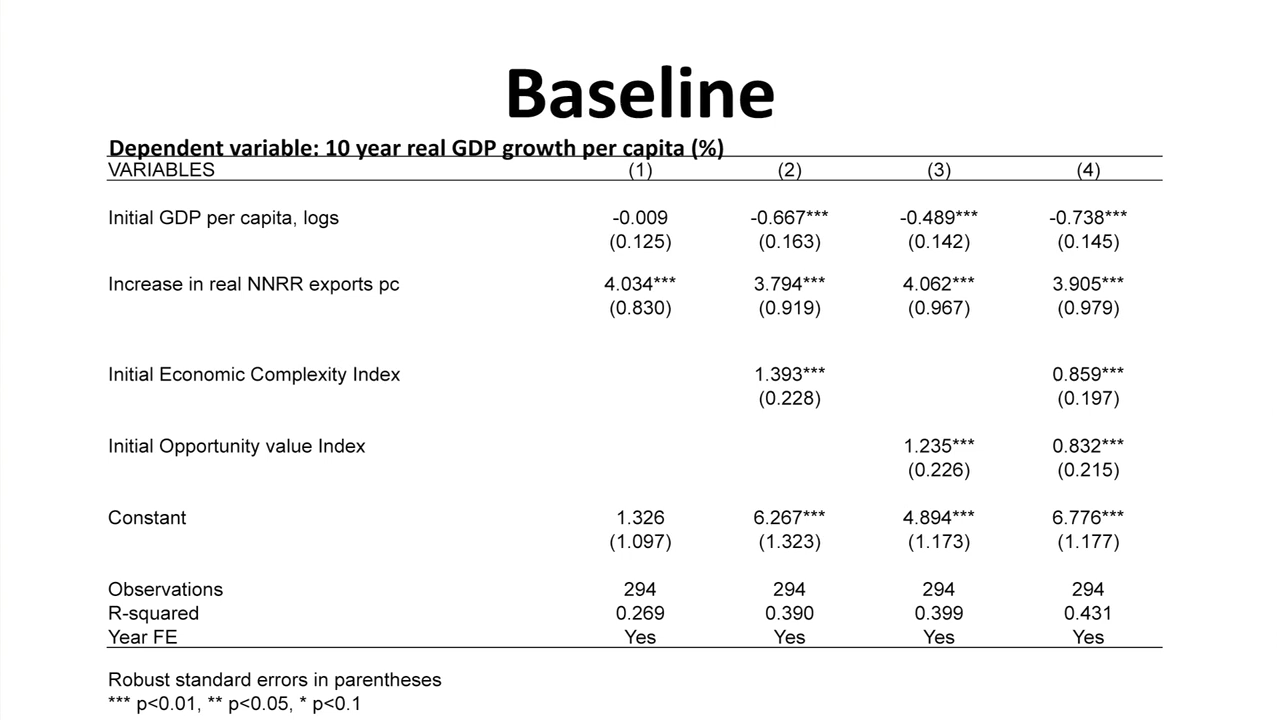 Baseline
Dependent variable: 10 year real GDP growth per capita (%)
VARIABLES (1) (2) (3) (4)
Initial GDP per capita, logs -0.009 -0.667*** -0.489*** -0.738***
(0.125) (0.163) (0.142) (0.145)
Increase in real NNRR exports pc 4.034*** 3.794*** 4.062*** 3.905***
(0.830) (0.919) (0.967) (0.979)
Initial Economic Complexity Index 1.393*** 0.859***
(0.228) (0.197)
Initial Opportunity value Index 1.235*** 0.832***
(0.226) (0.215)
Constant 1.326 6.267*** 4.894*** 6.776***
(1.097) (1.323) (1.173) (1.177)
Observations 294 294 294 294
R-squared 0.269 0.390 0.399 0.431
Year FE Yes Yes Yes Yes
Robust standard errors in parentheses
*** p<0.01, ** p<0.05, * p<0.1